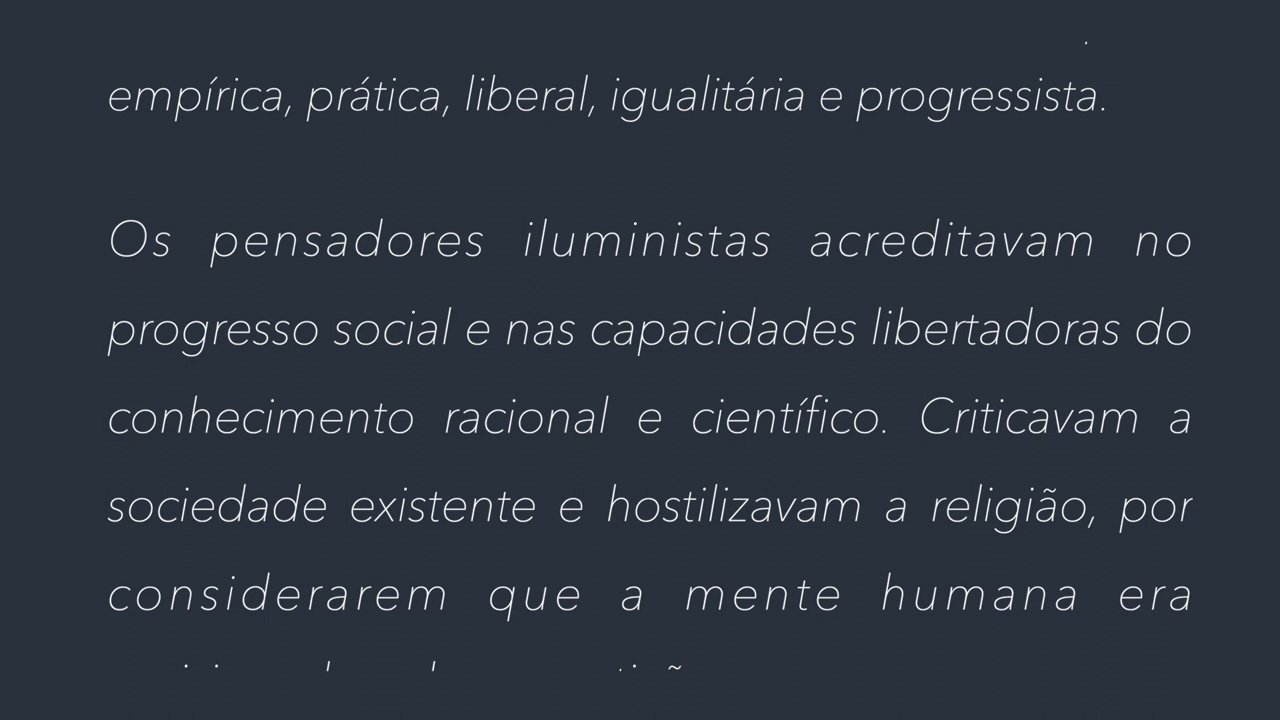 empírica, prática, liberal, igualitária e progressista.
Os pensadores iluministas acreditavam no
progresso social e nas capacidades libertadoras do
conhecimento racional e científico. Criticavam a
sociedade existente e hostilizavam a religião, por
considerarem que a mente humana era